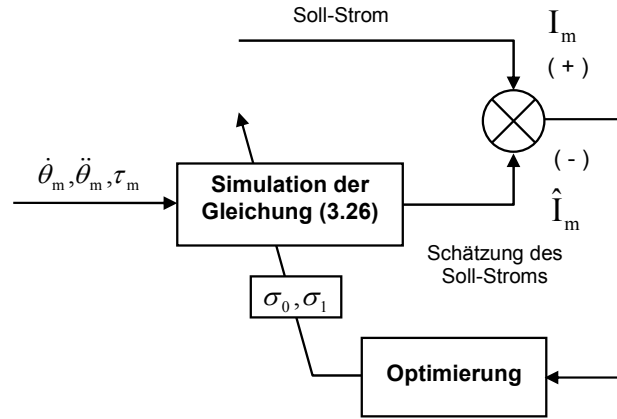 Soll-Strom
I_m
( + )
θ̇_m, θ̈_m, τ_m
Simulation der
Gleichung (3.26)
( - )
Î_m
Schätzung des
Soll-Stroms
σ_0, σ_1
Optimierung